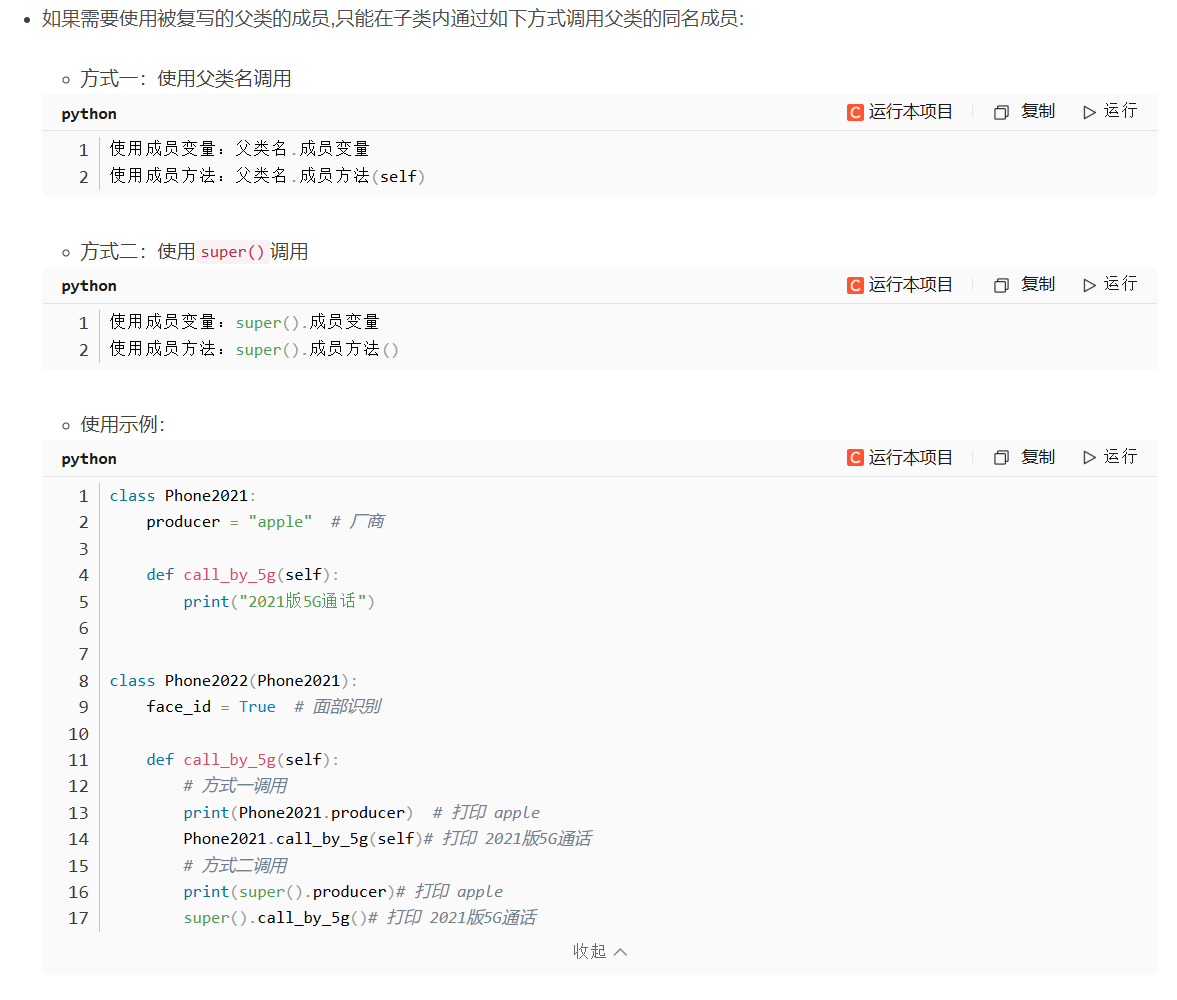 如果需要使用被复写的父类的成员,只能在子类内通过如下方式调用父类的同名成员:
方式一：使用父类名调用
python
C 运行本项目 复制 运行
1 使用成员变量：父类名.成员变量
2 使用成员方法：父类名.成员方法(self)
方式二：使用 super() 调用
python
C 运行本项目 复制 运行
1 使用成员变量：super().成员变量
2 使用成员方法：super().成员方法()
使用示例：
python
C 运行本项目 复制 运行
1 class Phone2021:
2     producer = "apple"  # 厂商
3
4     def call_by_5g(self):
5         print("2021版5G通话")
6
7
8 class Phone2022(Phone2021):
9     face_id = True  # 面部识别
10
11     def call_by_5g(self):
12         # 方式一调用
13         print(Phone2021.producer)  # 打印 apple
14         Phone2021.call_by_5g(self)# 打印 2021版5G通话
15         # 方式二调用
16         print(super().producer)# 打印 apple
17         super().call_by_5g()# 打印 2021版5G通话
收起